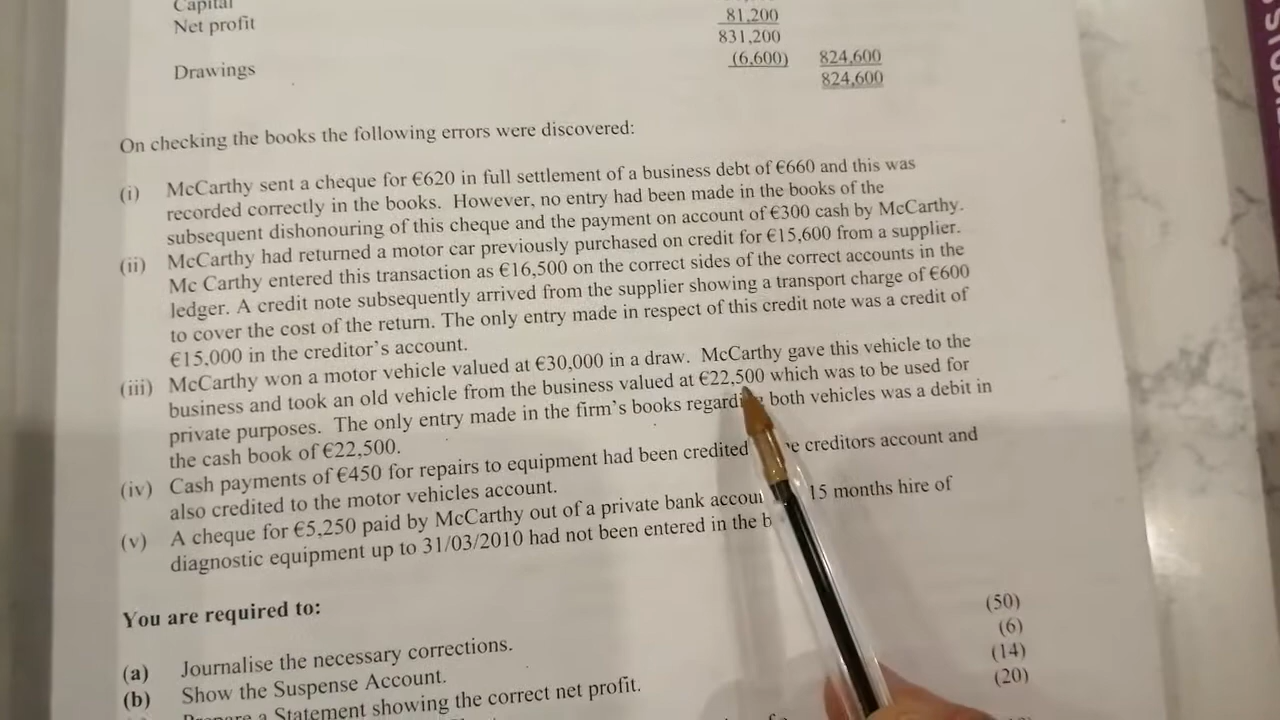 Capital
Net profit 81,200
831,200
Drawings (6,600) 824,600
824,600
On checking the books the following errors were discovered:
(i) McCarthy sent a cheque for €620 in full settlement of a business debt of €660 and this was
recorded correctly in the books. However, no entry had been made in the books of the
subsequent dishonouring of this cheque and the payment on account of €300 cash by McCarthy.
(ii) McCarthy had returned a motor car previously purchased on credit for €15,600 from a supplier.
Mc Carthy entered this transaction as €16,500 on the correct sides of the correct accounts in the
ledger. A credit note subsequently arrived from the supplier showing a transport charge of €600
to cover the cost of the return. The only entry made in respect of this credit note was a credit of
€15,000 in the creditor's account.
(iii) McCarthy won a motor vehicle valued at €30,000 in a draw. McCarthy gave this vehicle to the
business and took an old vehicle from the business valued at €22,500 which was to be used for
private purposes. The only entry made in the firm's books both vehicles was a debit in
the cash book of €22,500.
(iv) Cash payments of €450 for repairs to equipment had been credited creditors account and
also credited to the motor vehicles account.
(v) A cheque for €5,250 paid by McCarthy out of a private bank 15 months hire of
diagnostic equipment up to 31/03/2010 had not been entered in the
You are required to:
(a) Journalise the necessary corrections. (50)
(b) Show the Suspense Account. (6)
Prepare a Statement showing the correct net profit. (14)
(20)